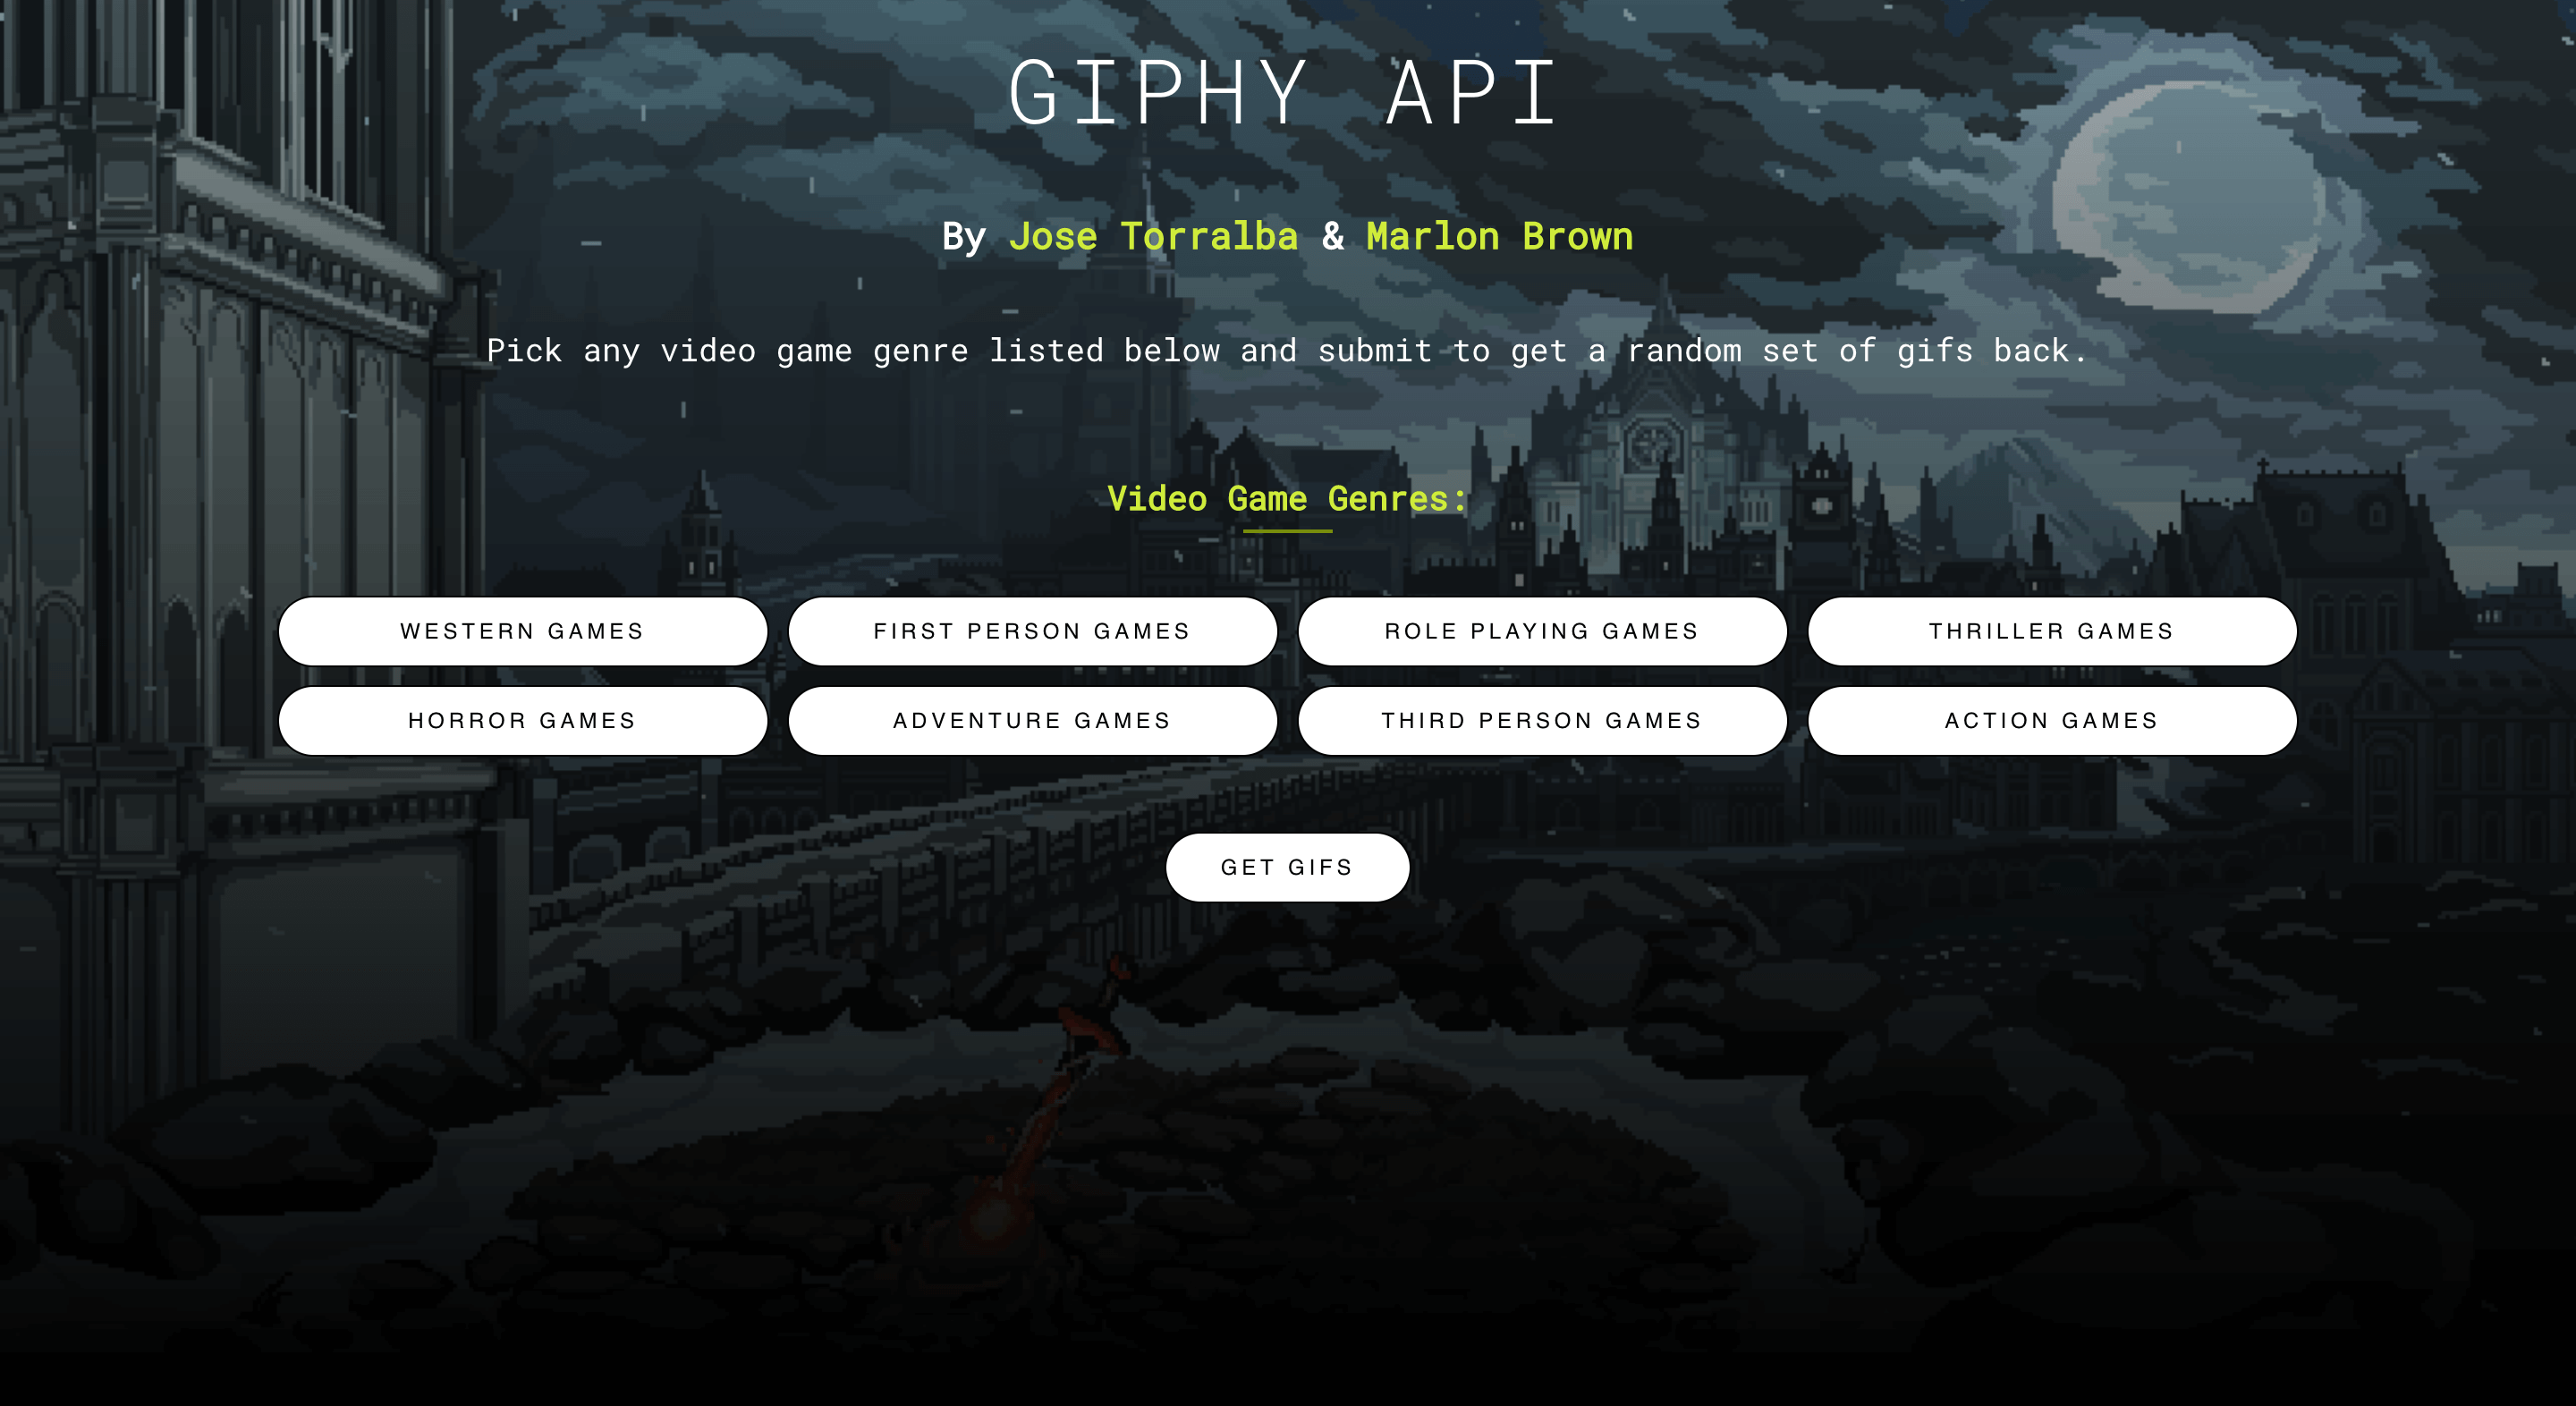 GIPHY API
By Jose Torralba & Marlon Brown
Pick any video game genre listed below and submit to get a random set of gifs back.
Video Game Genres:
WESTERN GAMES
FIRST PERSON GAMES
ROLE PLAYING GAMES
THRILLER GAMES
HORROR GAMES
ADVENTURE GAMES
THIRD PERSON GAMES
ACTION GAMES
GET GIFS